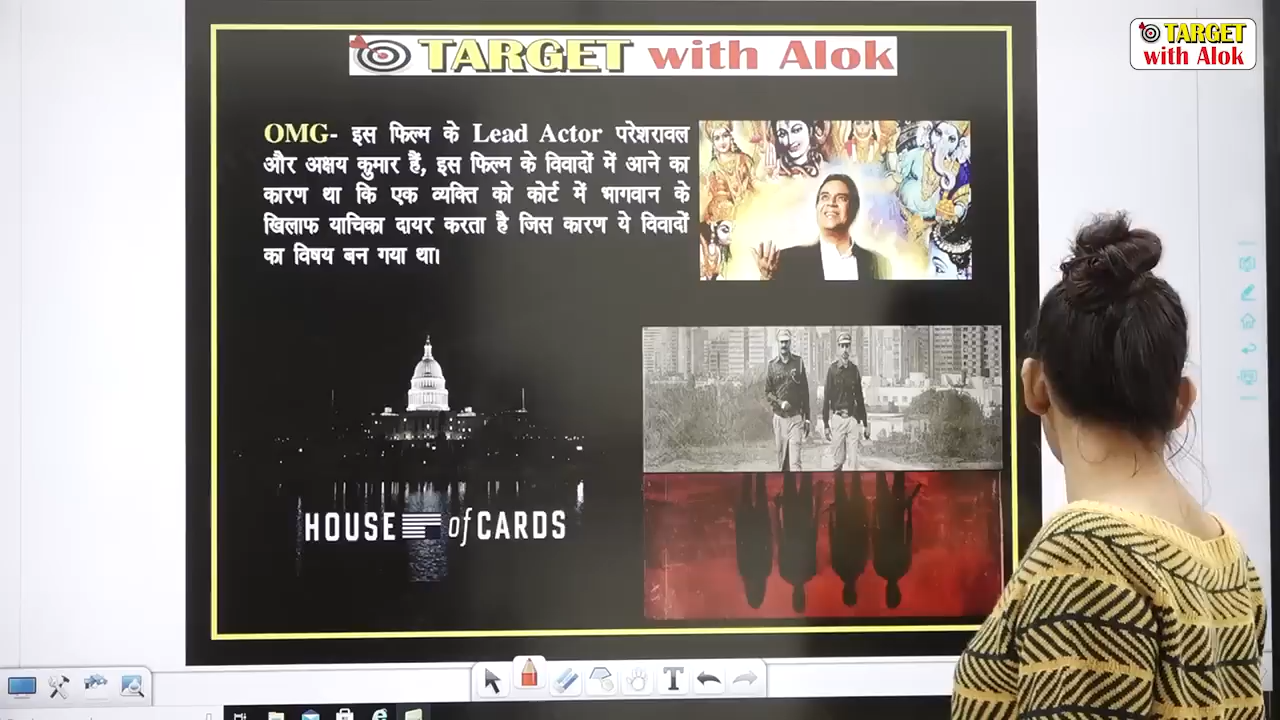 TARGET with Alok
TARGET
with Alok
OMG- इस फिल्म के Lead Actor परेशरावल
और अक्षय कुमार हैं, इस फिल्म के विवादों में आने का
कारण था कि एक व्यक्ति को कोर्ट में भागवान के
खिलाफ याचिका दायर करता है जिस कारण ये विवादों
का विषय बन गया था।
HOUSE of CARDS
T